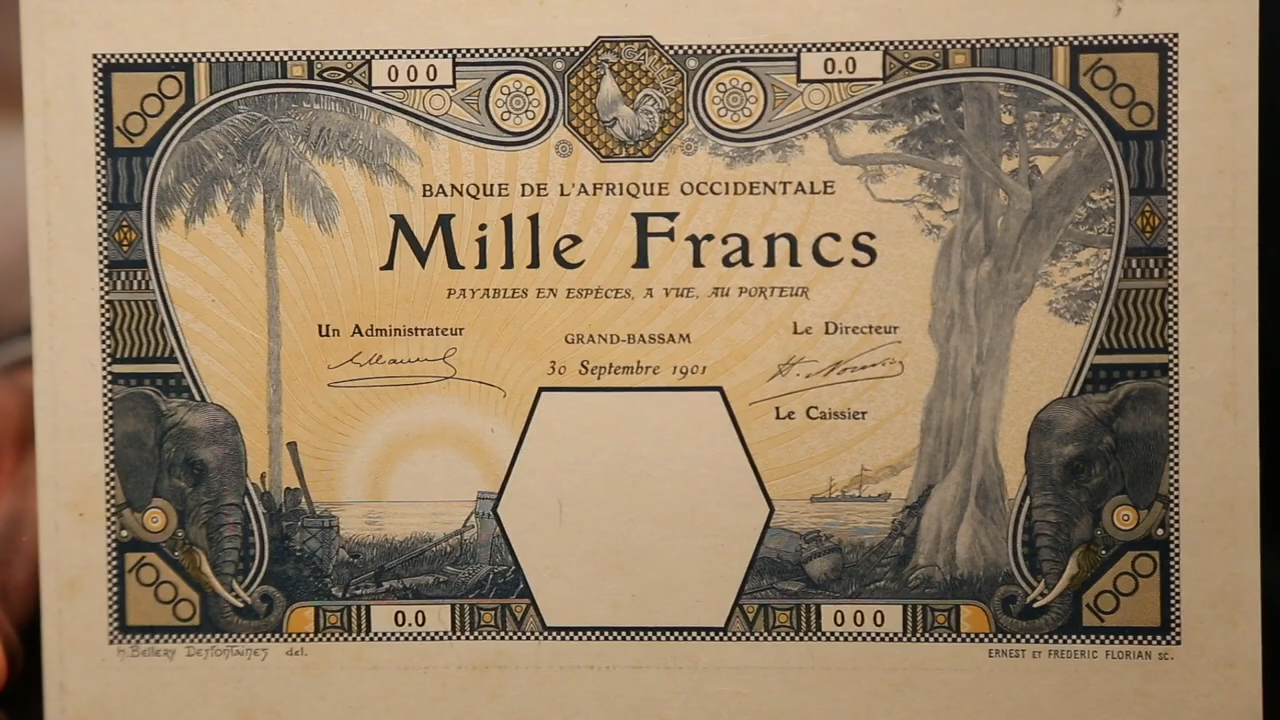 1000
000
GALLIA
0.0
1000
BANQUE DE L'AFRIQUE OCCIDENTALE
Mille Francs
PAYABLES EN ESPÈCES, A VUE, AU PORTEUR
Un Administrateur
GRAND-BASSAM
Le Directeur
30 Septembre 1901
Le Caissier
1000
0.0
000
1000
H. BELLERY DESFONTAINES del.
ERNEST ET FREDERIC FLORIAN SC.